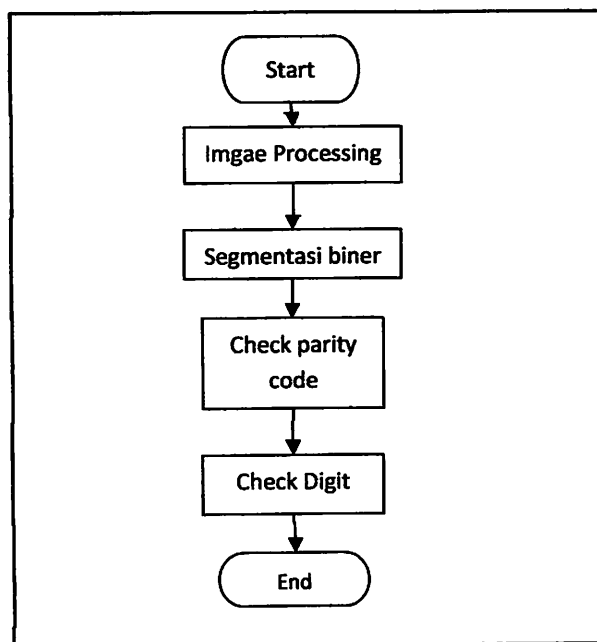 Start
Imgae Processing
Segmentasi biner
Check parity
code
Check Digit
End